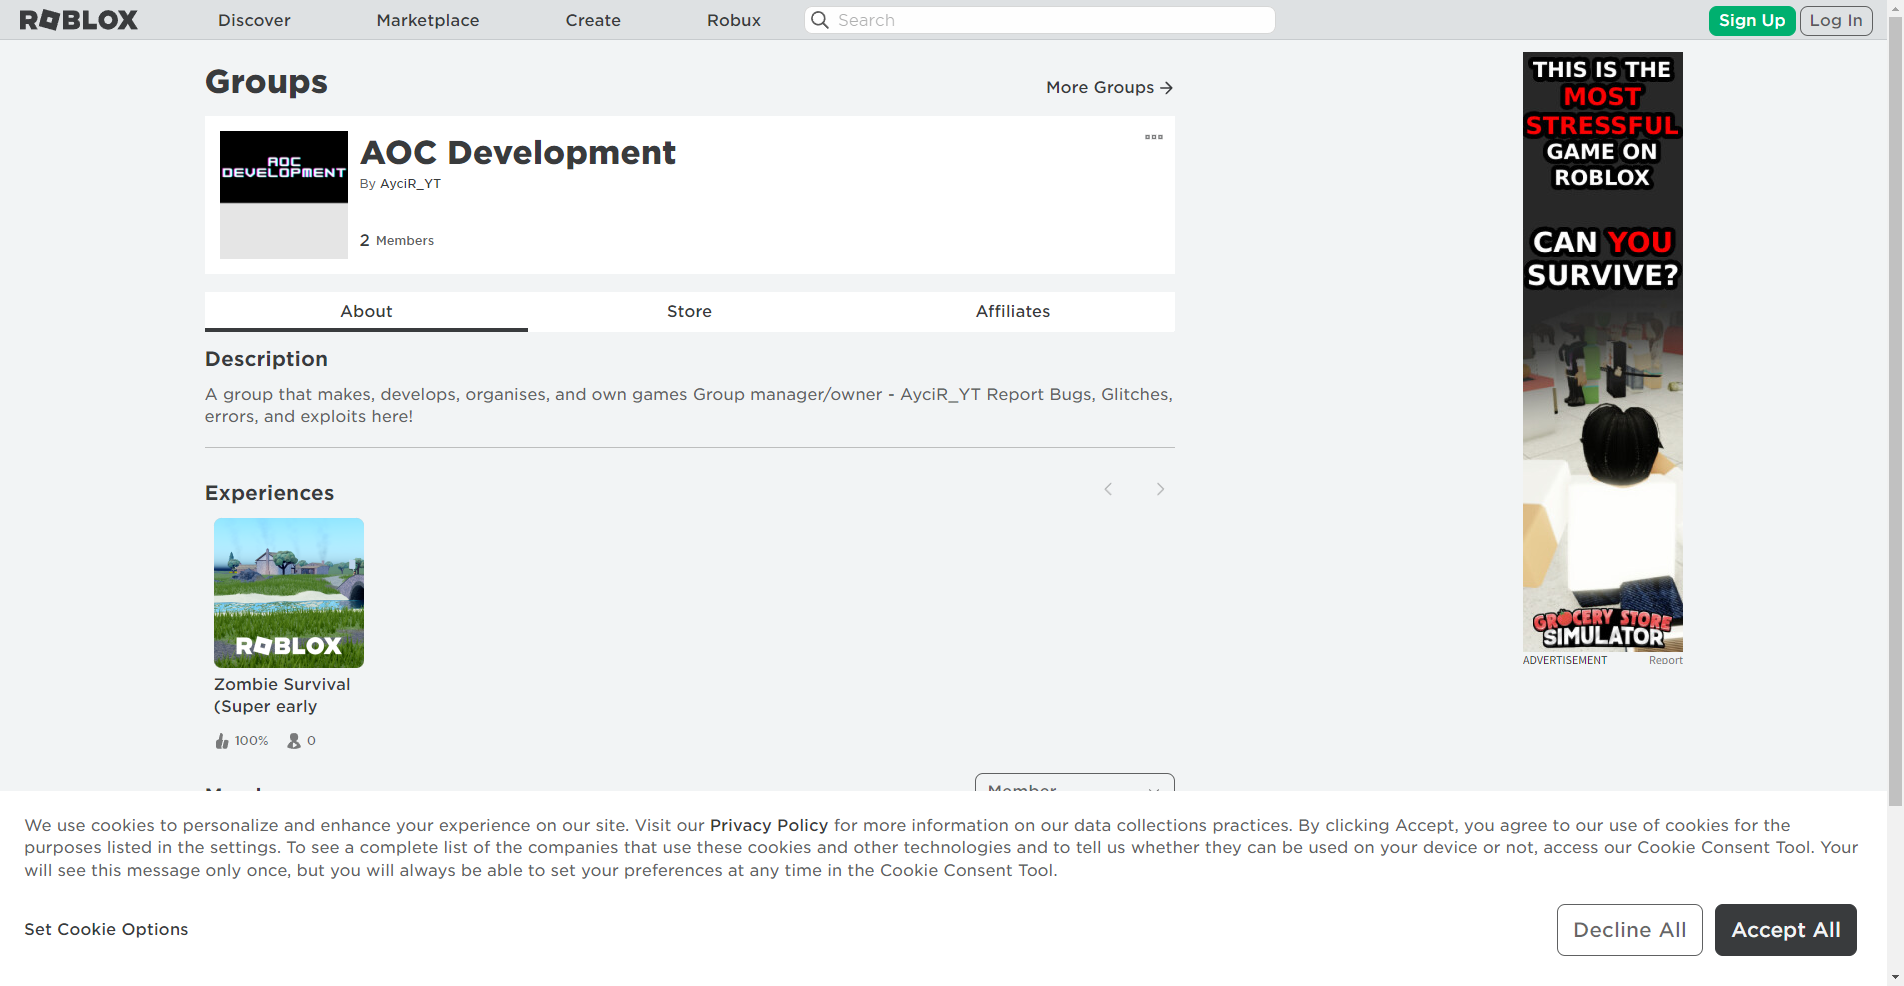 ROBLOX
Discover
Marketplace
Create
Robux
Search
Sign Up
Log In
Groups
More Groups
AOC
DEVELOPMENT
AOC Development
By AyciR_YT
2 Members
About
Store
Affiliates
Description
A group that makes, develops, organises, and own games Group manager/owner - AyciR_YT Report Bugs, Glitches,
errors, and exploits here!
Experiences
ROBLOX
Zombie Survival
(Super early
100%
0
Member
THIS IS THE
MOST
STRESSFUL
GAME ON
ROBLOX
CAN YOU
SURVIVE?
GROCERY STORE
SIMULATOR
ADVERTISEMENT
Report
We use cookies to personalize and enhance your experience on our site. Visit our Privacy Policy for more information on our data collections practices. By clicking Accept, you agree to our use of cookies for the
purposes listed in the settings. To see a complete list of the companies that use these cookies and other technologies and to tell us whether they can be used on your device or not, access our Cookie Consent Tool. Your
will see this message only once, but you will always be able to set your preferences at any time in the Cookie Consent Tool.
Set Cookie Options
Decline All
Accept All